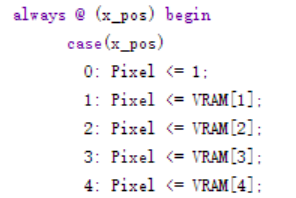 always @ (x_pos) begin
case(x_pos)
0: Pixel <= 1;
1: Pixel <= VRAM[1];
2: Pixel <= VRAM[2];
3: Pixel <= VRAM[3];
4: Pixel <= VRAM[4];